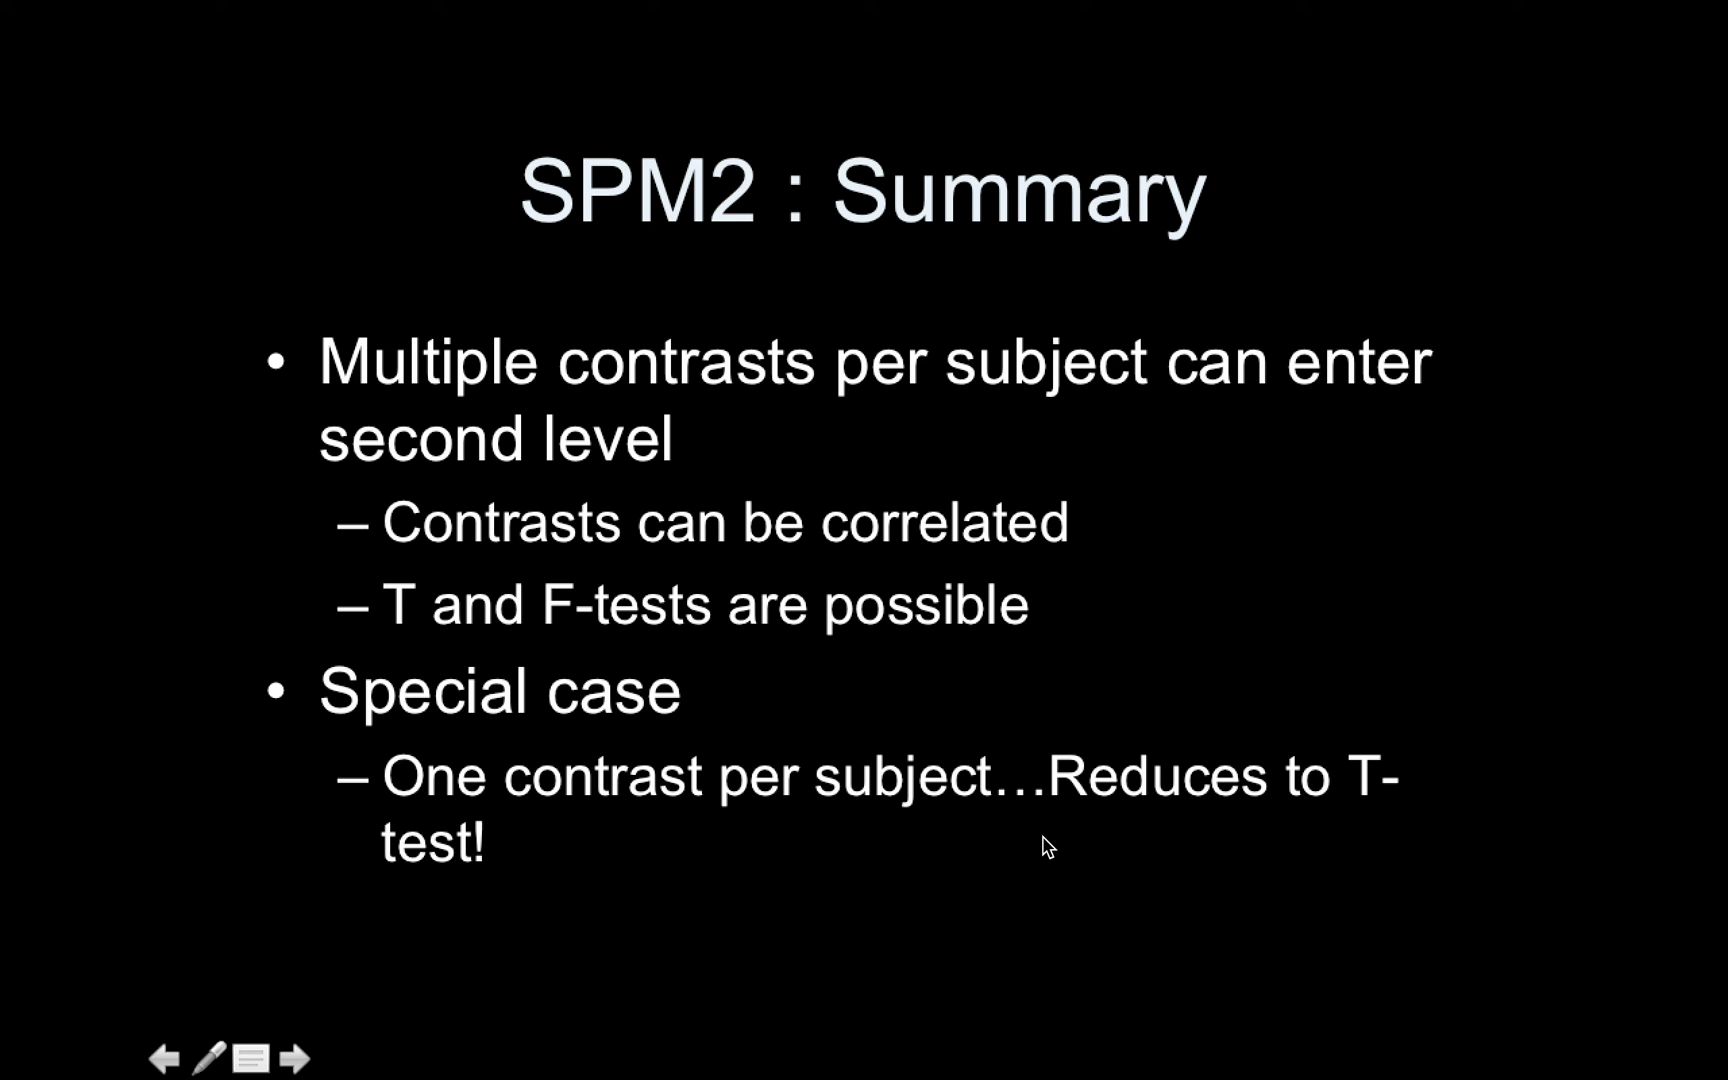 SPM2 : Summary
• Multiple contrasts per subject can enter
second level
– Contrasts can be correlated
– T and F-tests are possible
• Special case
– One contrast per subject…Reduces to T-
test!